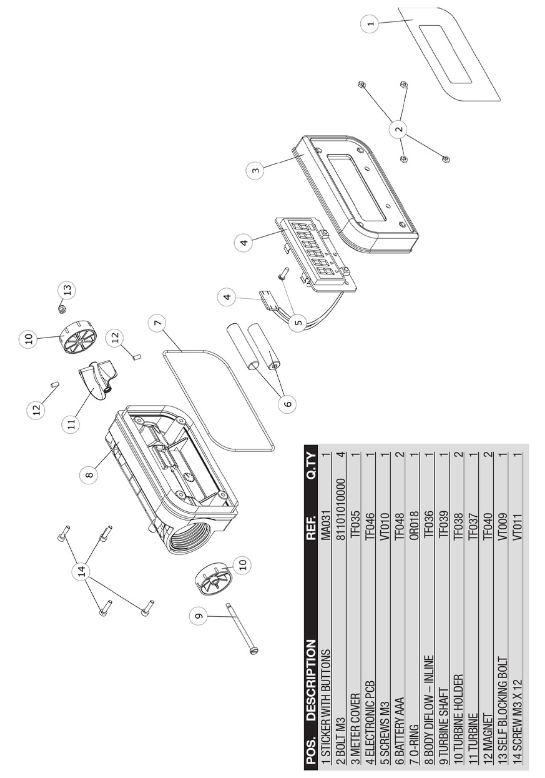 1
2
3
4
4
5
13
10
12
7
12
11
6
8
14
10
9
POS. DESCRIPTION REF. Q.TY
1 STICKER WITH BUTTONS MA031 1
2 BOLT M3 81101010000 4
3 METER COVER TF035 1
4 ELECTRONIC PCB TF046 1
5 SCREWS M3 VT010 1
6 BATTERY AAA TF048 2
7 O-RING OR018 1
8 BODY DIFLOW – INLINE TF036 1
9 TURBINE SHAFT TF039 1
10 TURBINE HOLDER TF038 2
11 TURBINE TF037 1
12 MAGNET TF040 2
13 SELF BLOCKING BOLT VT009 1
14 SCREW M3 X 12 VT011 1